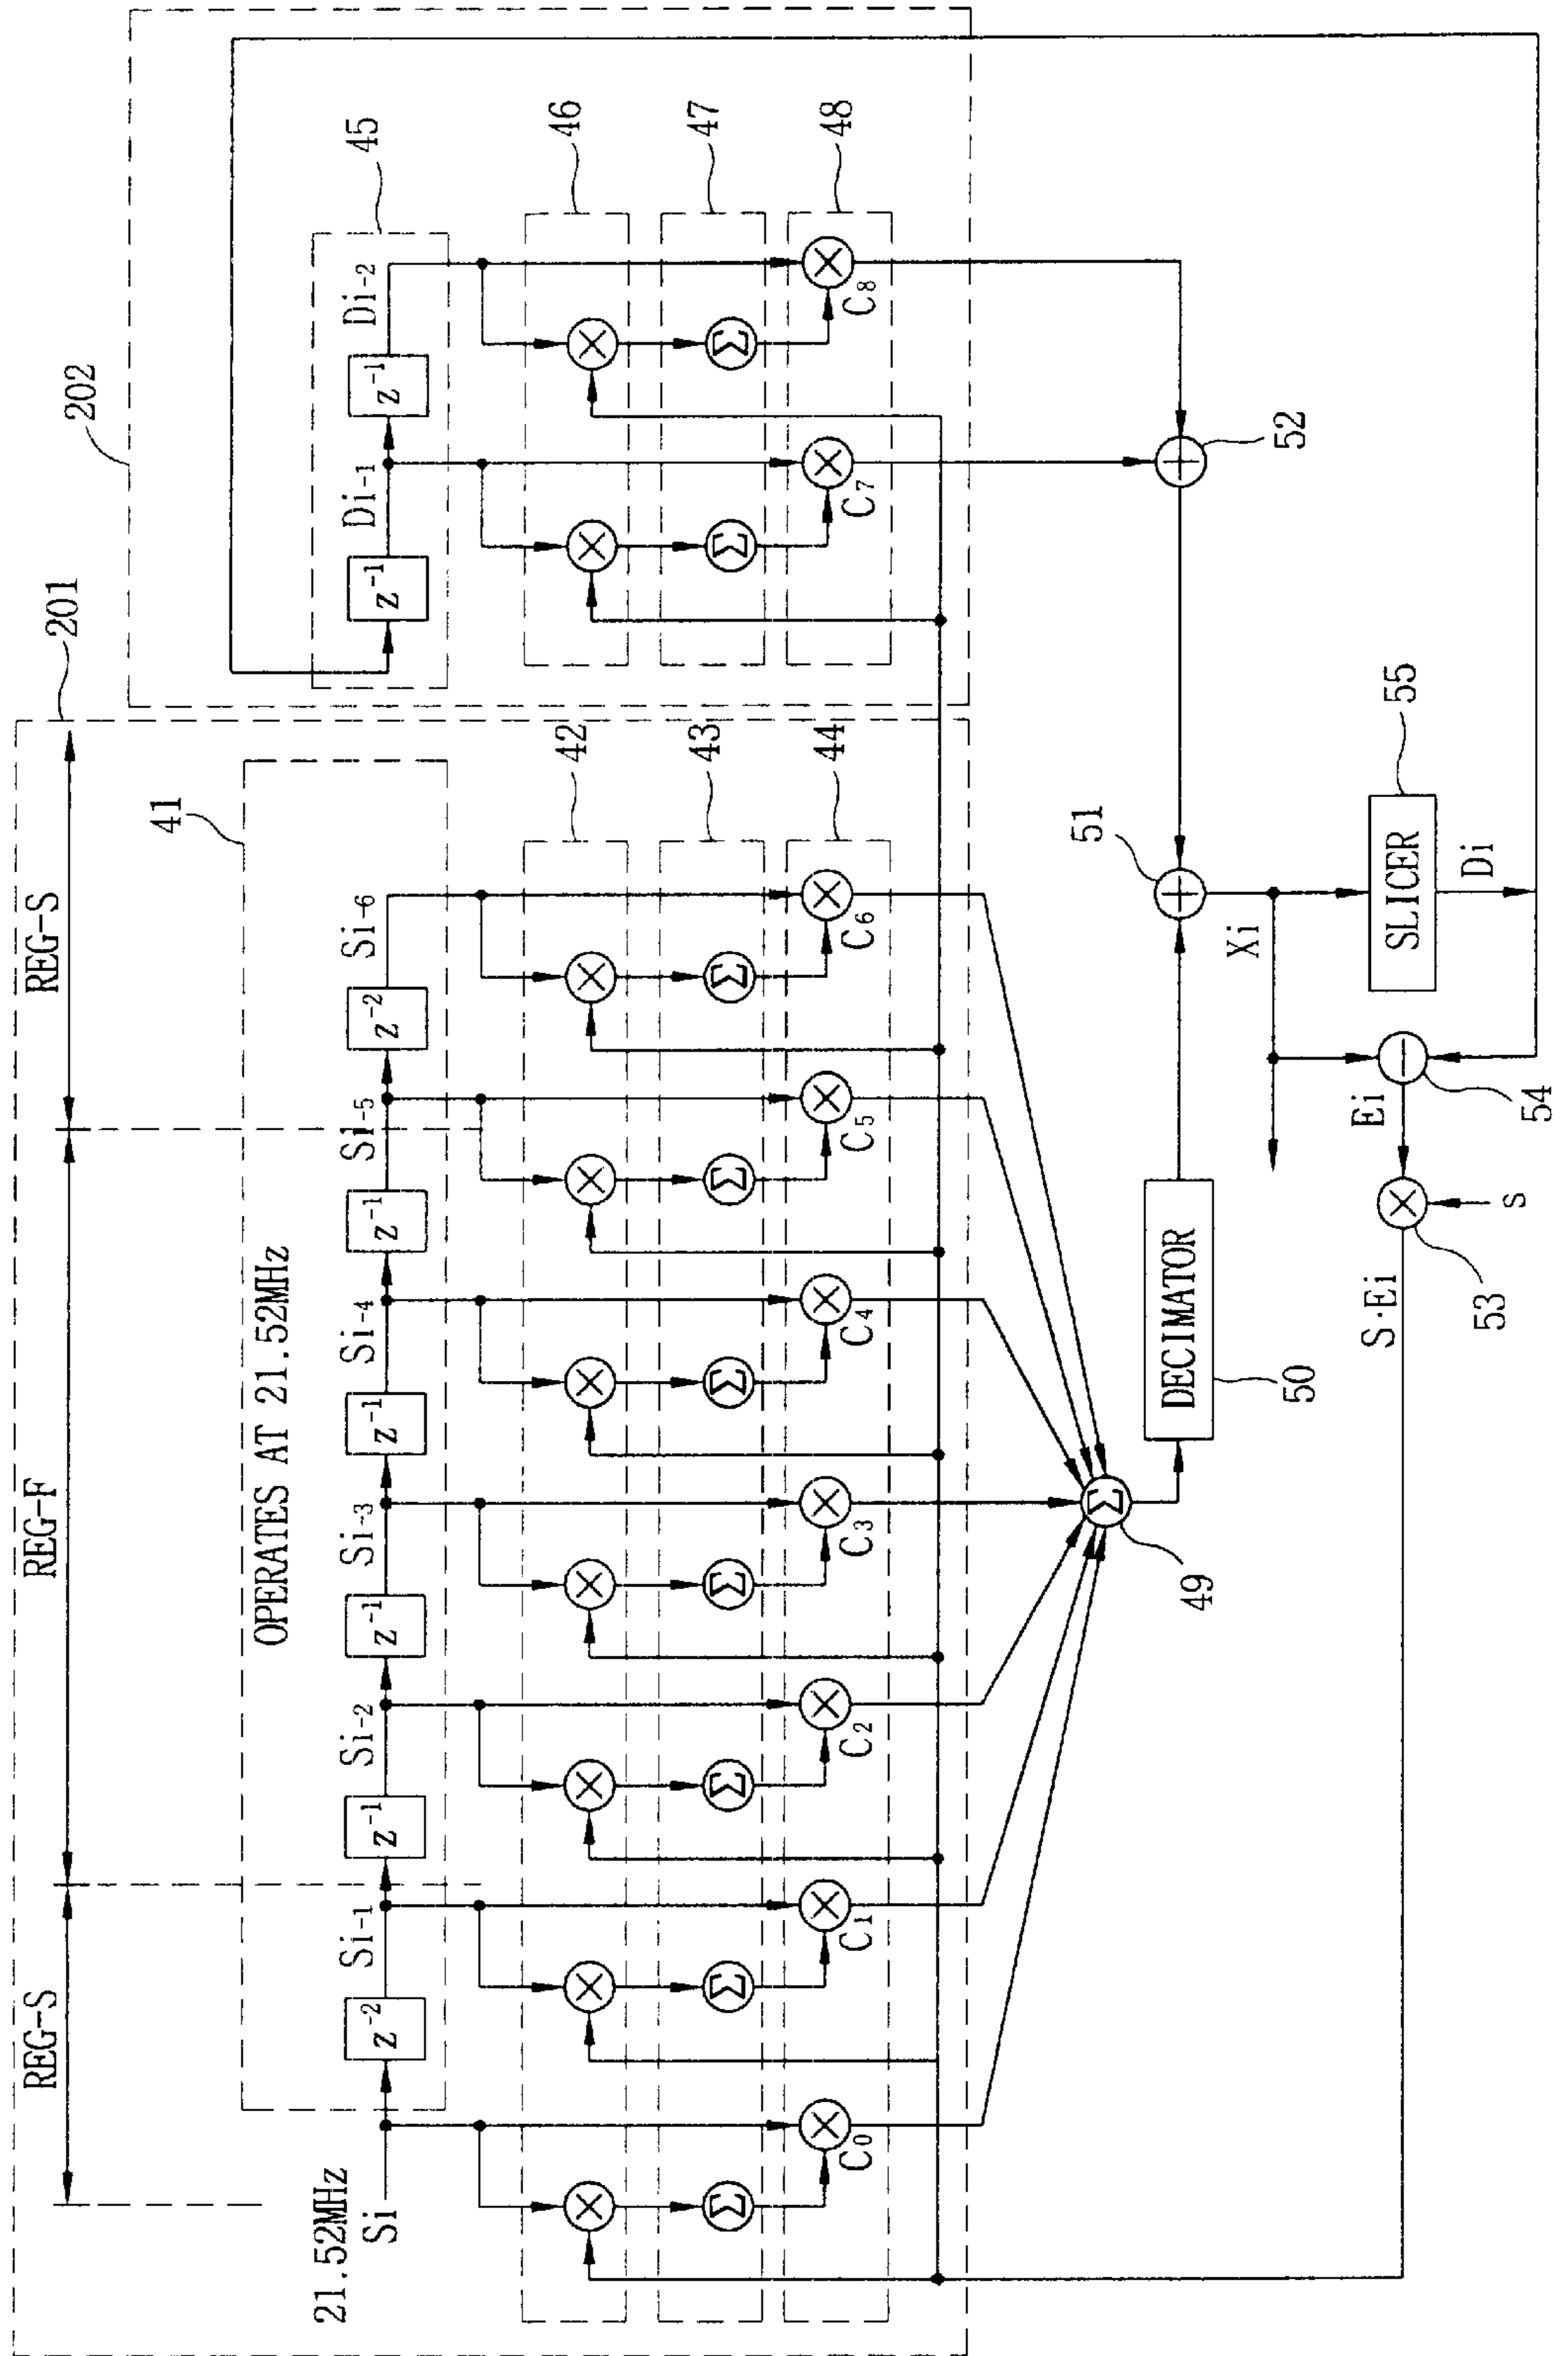 201
202
REG-S
REG-F
REG-S
41
45
OPERATES AT 21.52MHz
21.52MHz
Si
Z⁻²
Si-1
Z⁻¹
Si-2
Z⁻¹
Si-3
Z⁻¹
Si-4
Z⁻¹
Si-5
Z⁻²
Si-6
Z⁻¹
Di-1
Z⁻¹
Di-2
42
46
Σ Σ Σ Σ Σ Σ Σ
43
Σ Σ
47
C0
C1
C2
C3
C4
C5
C6
44
C7
C8
48
Σ
49
DECIMATOR
50
51
52
Xi
SLICER
55
Di
Ei
54
S·Ei
s
53